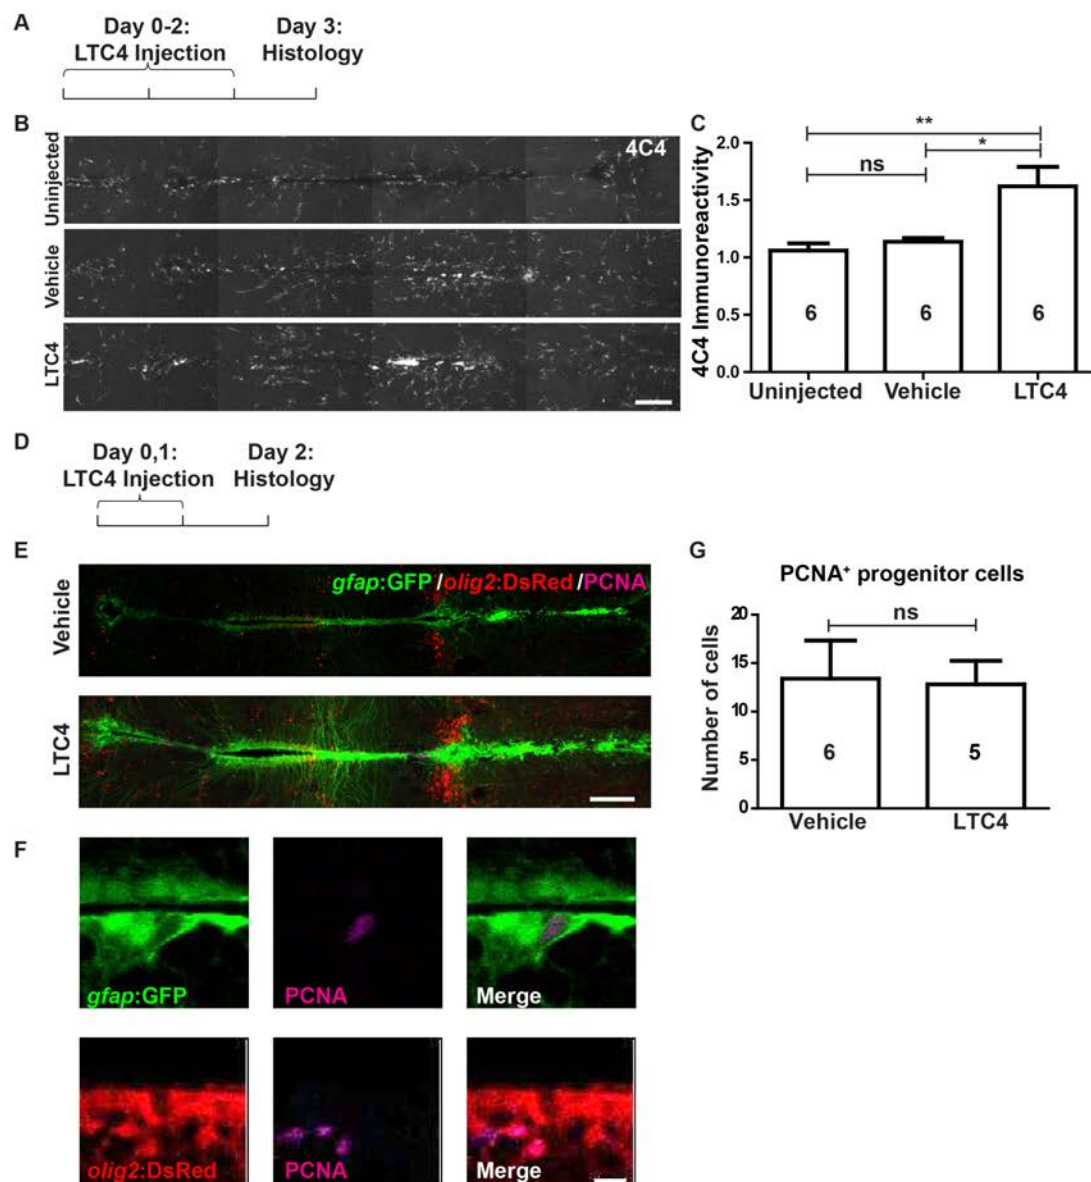 A
Day 0-2:
LTC4 Injection
Day 3:
Histology
B
Uninjected
4C4
Vehicle
LTC4
C
4C4 Immunoreactivity
2.0
1.5
1.0
0.5
0.0
**
*
ns
6
6
6
Uninjected
Vehicle
LTC4
D
Day 0,1:
LTC4 Injection
Day 2:
Histology
E
Vehicle
gfap:GFP/olig2:DsRed/PCNA
LTC4
G
PCNA⁺ progenitor cells
Number of cells
20
15
10
5
0
ns
6
5
Vehicle
LTC4
F
gfap:GFP
PCNA
Merge
olig2:DsRed
PCNA
Merge